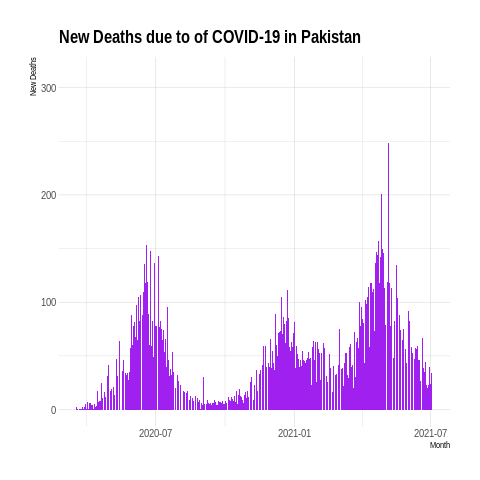 New Deaths due to of COVID-19 in Pakistan
New Deaths
300
200
100
0
2020-07
2021-01
2021-07
Month